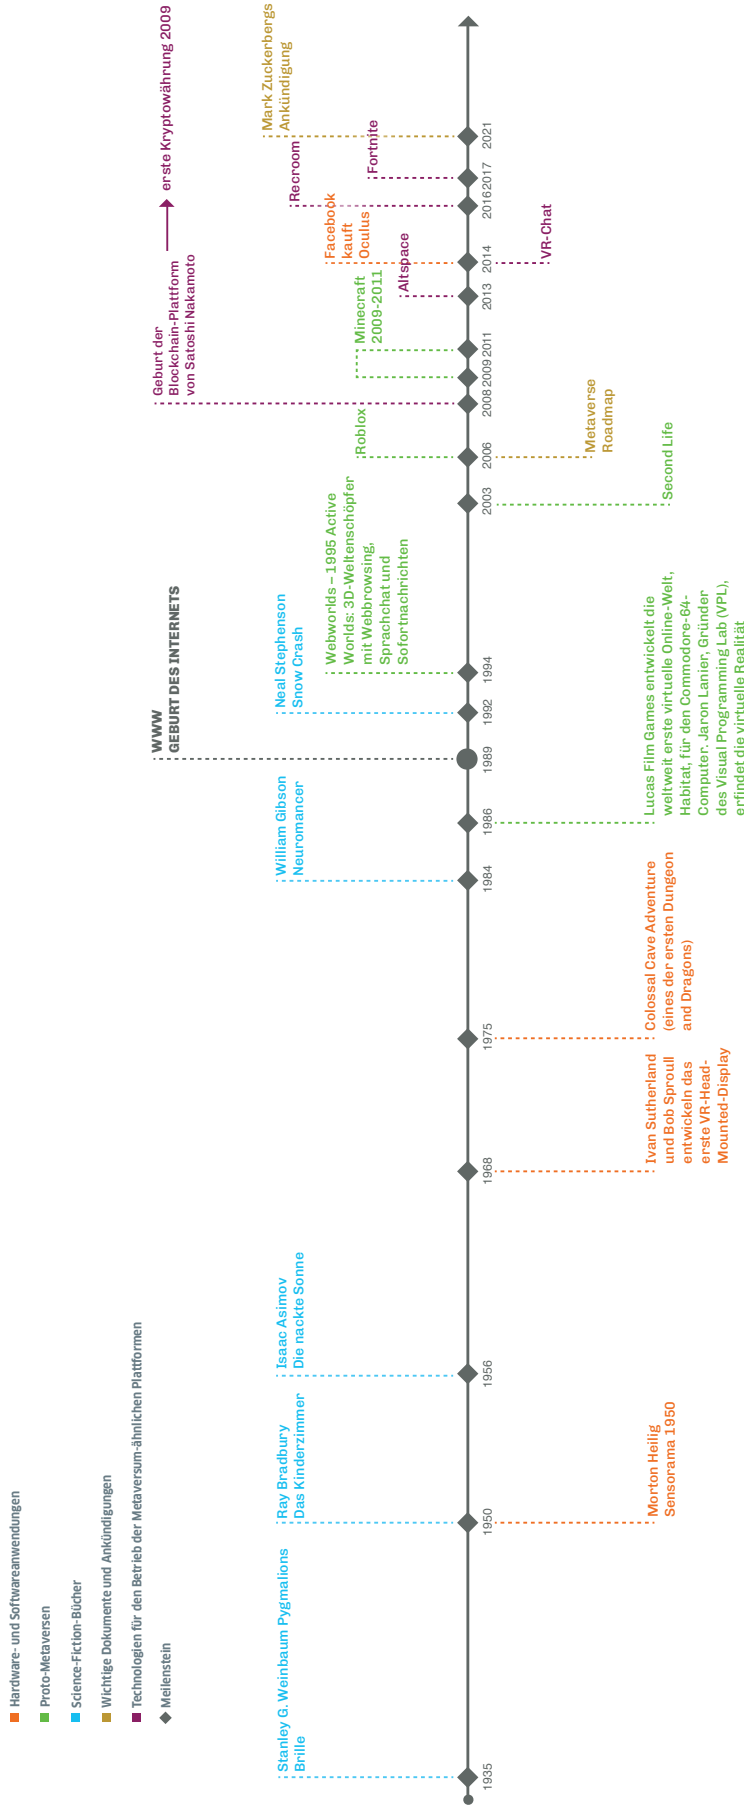 Hardware- und Softwareanwendungen
Proto-Metaversen
Science-Fiction-Bücher
Wichtige Dokumente und Ankündigungen
Technologien für den Betrieb der Metaversum-ähnlichen Plattformen
Meilenstein
Stanley G. Weinbaum Pygmalions
Brille
1935
Ray Bradbury
Das Kinderzimmer
1950
Morton Heilig
Sensorama 1950
Isaac Asimov
Die nackte Sonne
1956
1968
Ivan Sutherland
und Bob Sproull
entwickeln das
erste VR-Head-
Mounted-Display
1975
Colossal Cave Adventure
(eines der ersten Dungeon
and Dragons)
William Gibson
Neuromancer
1984
1986
Lucas Film Games entwickelt die
weltweit erste virtuelle Online-Welt,
Habitat, für den Commodore-64-
Computer. Jaron Lanier, Gründer
des Visual Programming Lab (VPL),
erfindet die virtuelle Realität
WWW
GEBURT DES INTERNETS
1989
Neal Stephenson
Snow Crash
1992
Webworlds – 1995 Active
Worlds: 3D-Weltenschöpfer
mit Webbrowsing,
Sprachchat und
Sofortnachrichten
1994
2003
Second Life
Roblox
2006
Metaverse
Roadmap
Geburt der
Blockchain-Plattform
von Satoshi Nakamoto
erste Kryptowährung 2009
2008
Minecraft
2009-2011
2009
2011
Altspace
2013
Facebook
kauft
Oculus
2014
VR-Chat
Recroom
2016
Fortnite
2017
Mark Zuckerbergs
Ankündigung
2021